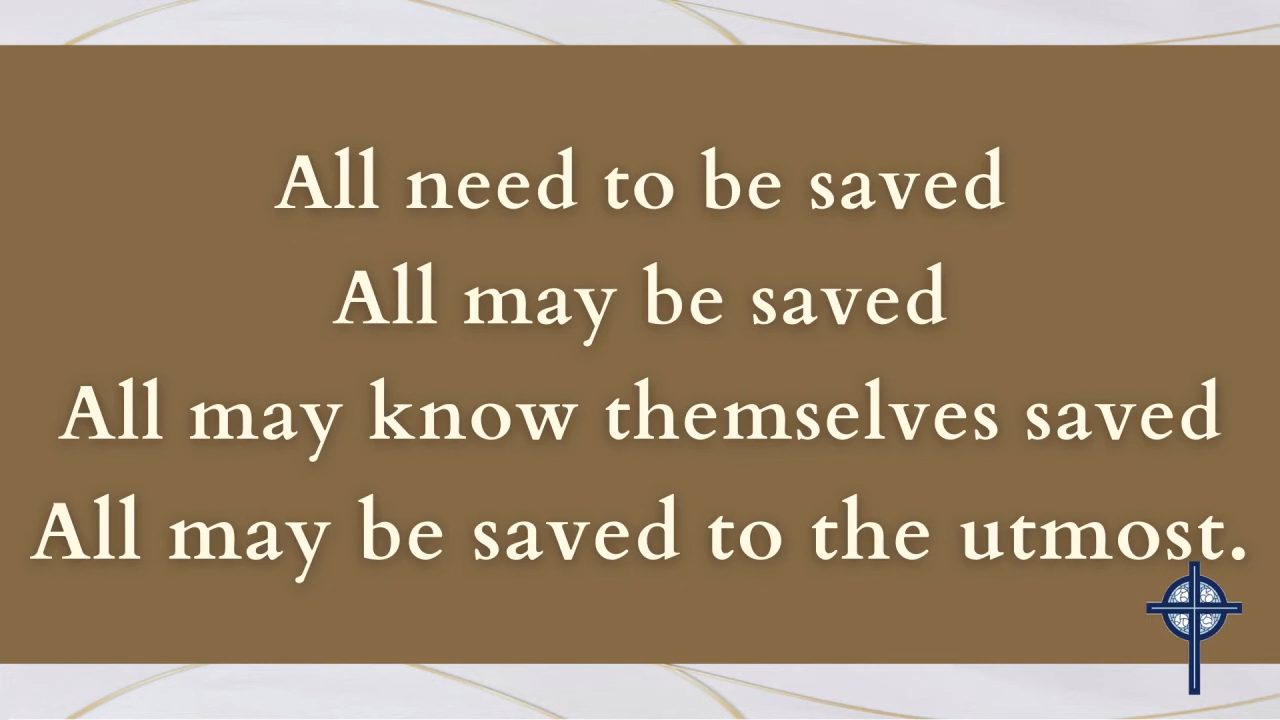 All need to be saved
All may be saved
All may know themselves saved
All may be saved to the utmost.